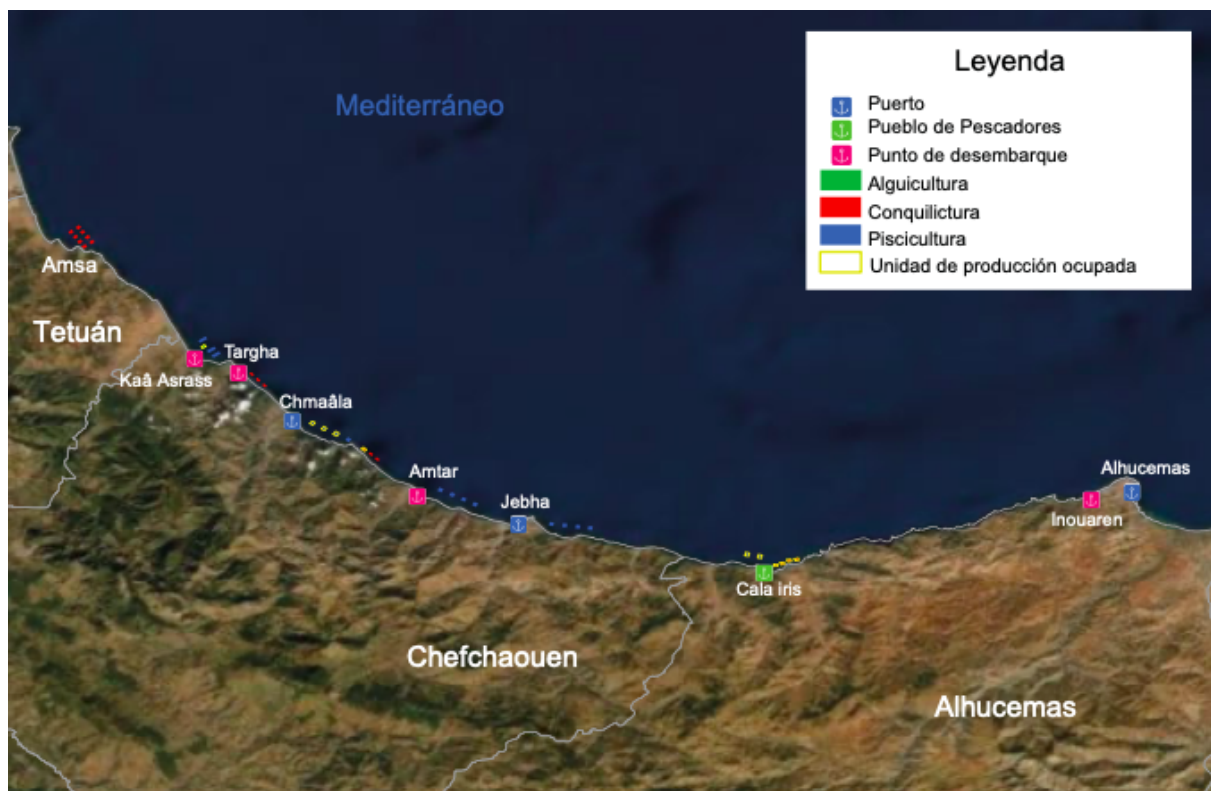 Leyenda
Mediterráneo
Puerto
Pueblo de Pescadores
Punto de desembarque
Alguicultura
Conquilictura
Piscicultura
Unidad de producción ocupada
Amsa
Tetuán
Targha
Kaâ Asrass
Chmaâla
Amtar
Jebha
Alhucemas
Inouaren
Cala iris
Chefchaouen
Alhucemas